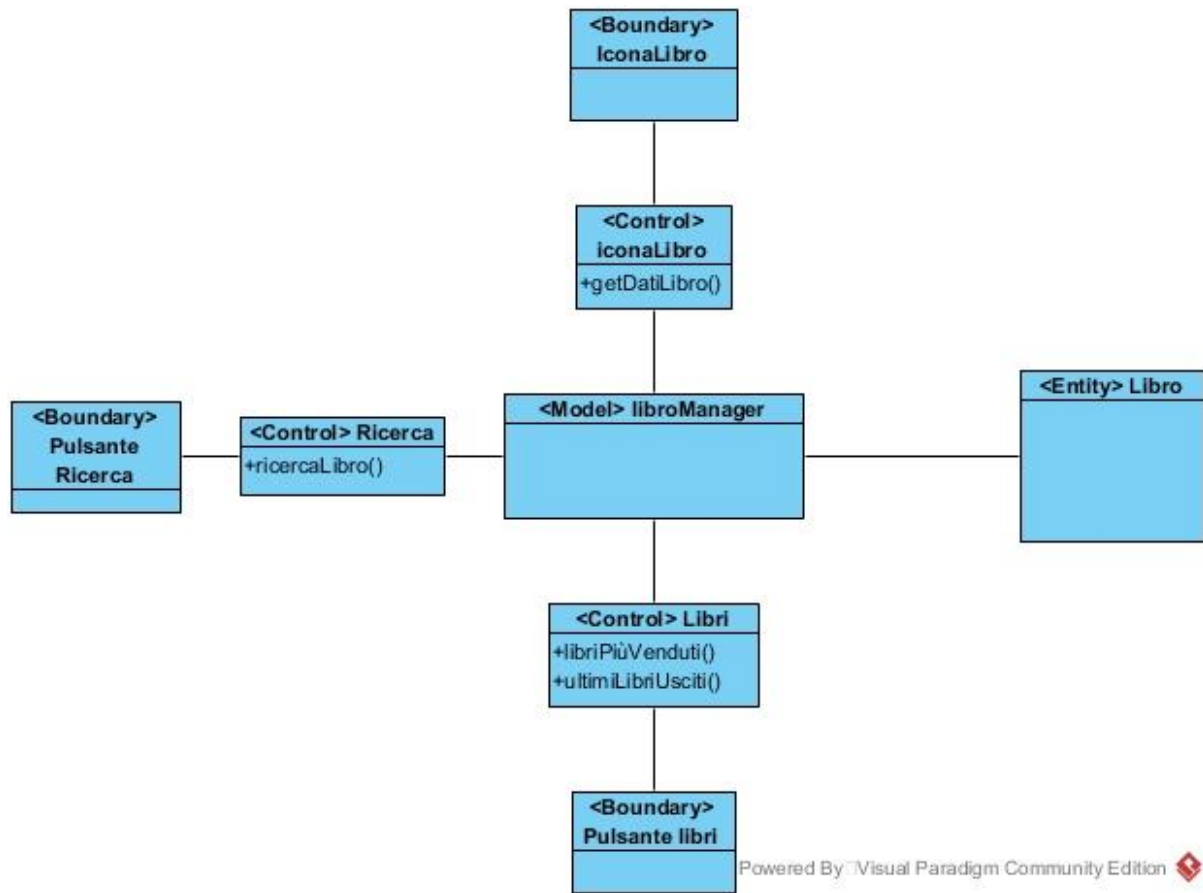 <Boundary>
IconaLibro
<Control>
iconaLibro
+getDatiLibro()
<Boundary>
Pulsante
Ricerca
<Control> Ricerca
+ricercaLibro()
<Model> libroManager
<Entity> Libro
<Control> Libri
+libriPiùVenduti()
+ultimiLibriUsciti()
<Boundary>
Pulsante libri
Powered By Visual Paradigm Community Edition